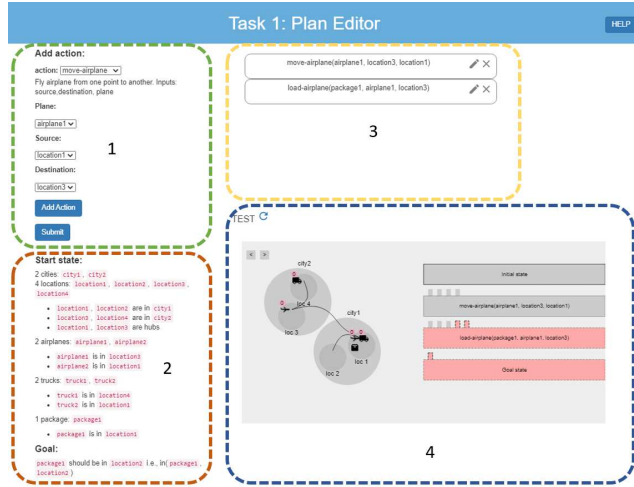 Task 1: Plan Editor
HELP
Add action:
action: move-airplane
Fly airplane from one point to another. Inputs:
source,destination, plane
Plane:
airplane1
Source:
location1
1
Destination:
location3
Add Action
Submit
move-airplane(airplane1, location3, location1)
load-airplane(package1, airplane1, location3)
3
Start state:
2 cities: city1, city2
4 locations: location1, location2, location3,
location4
location1, location2 are in city1
location3, location4 are in city2
location1, location3 are hubs
2 airplanes: airplane1, airplane2
airplane1 is in location3
airplane2 is in location1
2
2 trucks: truck1, truck2
truck1 is in location4
truck2 is in location1
1 package: package1
package1 is in location1
Goal:
package1 should be in location2 i.e., in( package1,
location2 )
TEST
< >
city2
loc 4
loc 3
city1
loc 1
loc 2
Initial state
move-airplane(airplane1, location3, location1)
load-airplane(package1, airplane1, location3)
Goal state
4